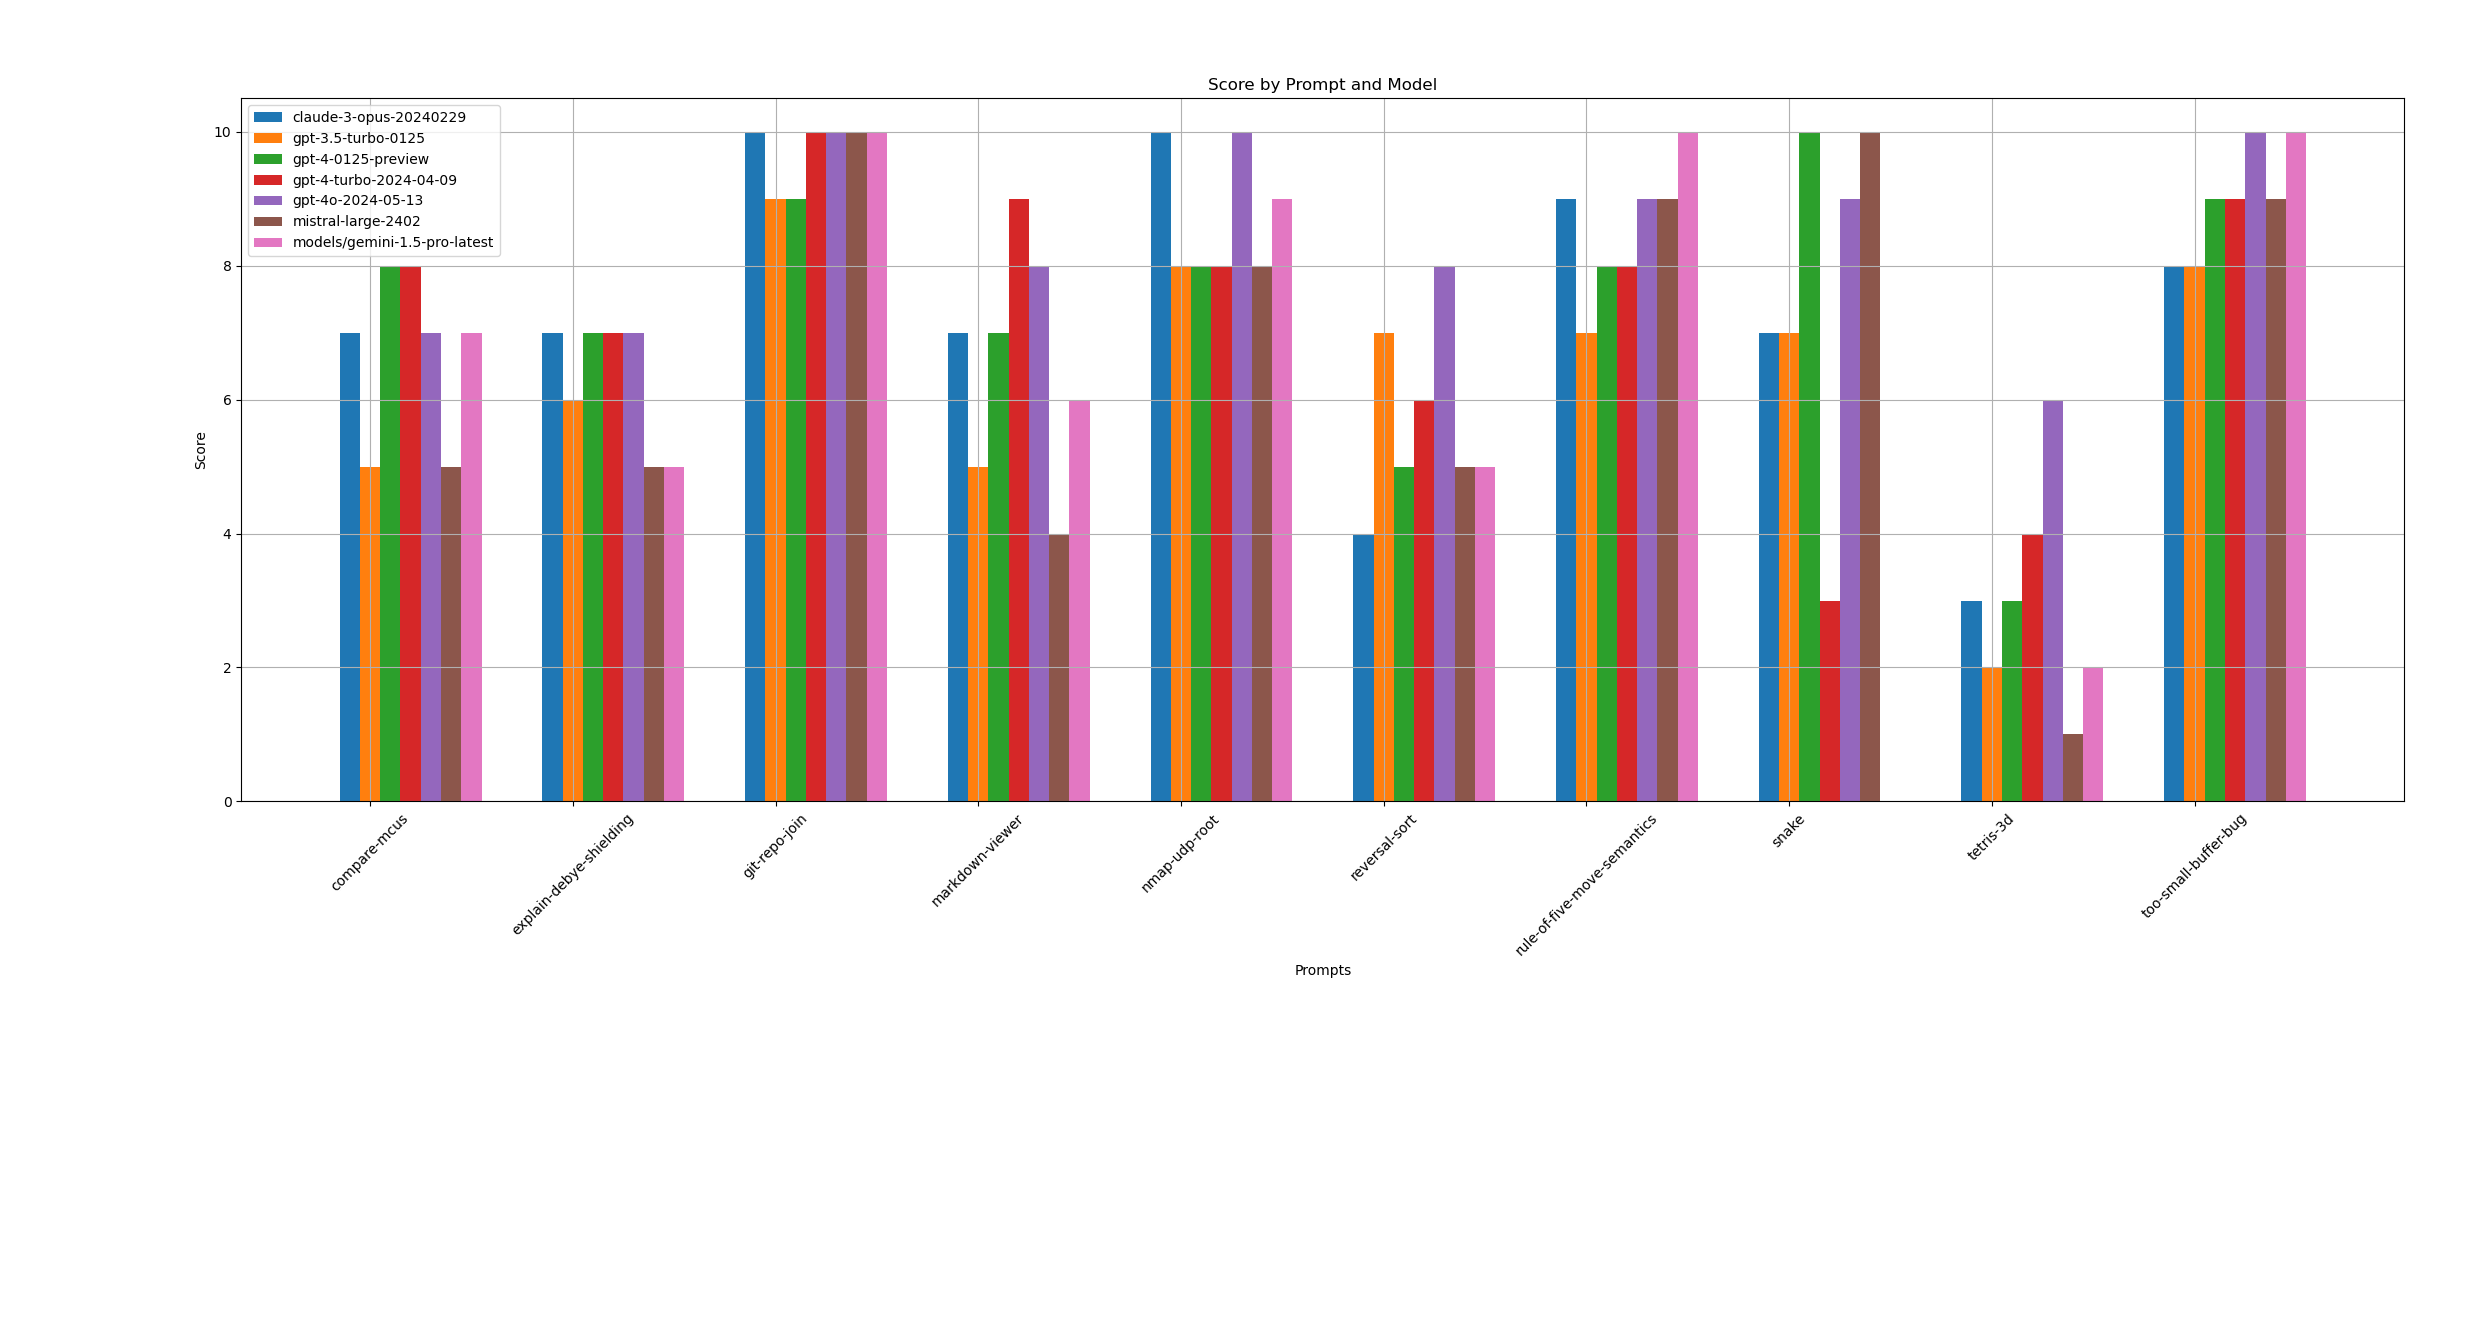 Score by Prompt and Model
claude-3-opus-20240229
gpt-3.5-turbo-0125
gpt-4-0125-preview
gpt-4-turbo-2024-04-09
gpt-4o-2024-05-13
mistral-large-2402
models/gemini-1.5-pro-latest
10
8
6
4
2
0
Score
compare-mcus
explain-debye-shielding
git-repo-join
markdown-viewer
nmap-udp-root
reversal-sort
rule-of-five-move-semantics
snake
tetris-3d
too-small-buffer-bug
Prompts